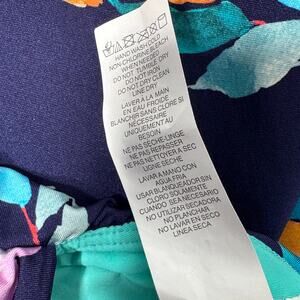 HAND WASH COLD
NON-CHLORINE BLEACH
WHEN NEEDED
DO NOT TUMBLE DRY
DO NOT IRON
DO NOT DRY CLEAN
LINE DRY
LAVER À LA MAIN
EN EAU FROIDE
BLANCHIR SANS CLORE SI
NÉCESSAIRE
UNIQUEMENT AU
BESOIN
NE PAS SÈCHE-LINGE
NE PAS REPASSER
NE PAS NETTOYER A SEC
LIGNE SÈCHE
LAVAR A MANO CON
AGUA FRIA
USAR BLANQUEADOR SIN
CLORO SOLAMENTE
CUANDO SEA NECESARIO
NO UTILIZAR SECADORA
NO PLANCHAR
NO LAVAR EN SECO
LINEA SECA